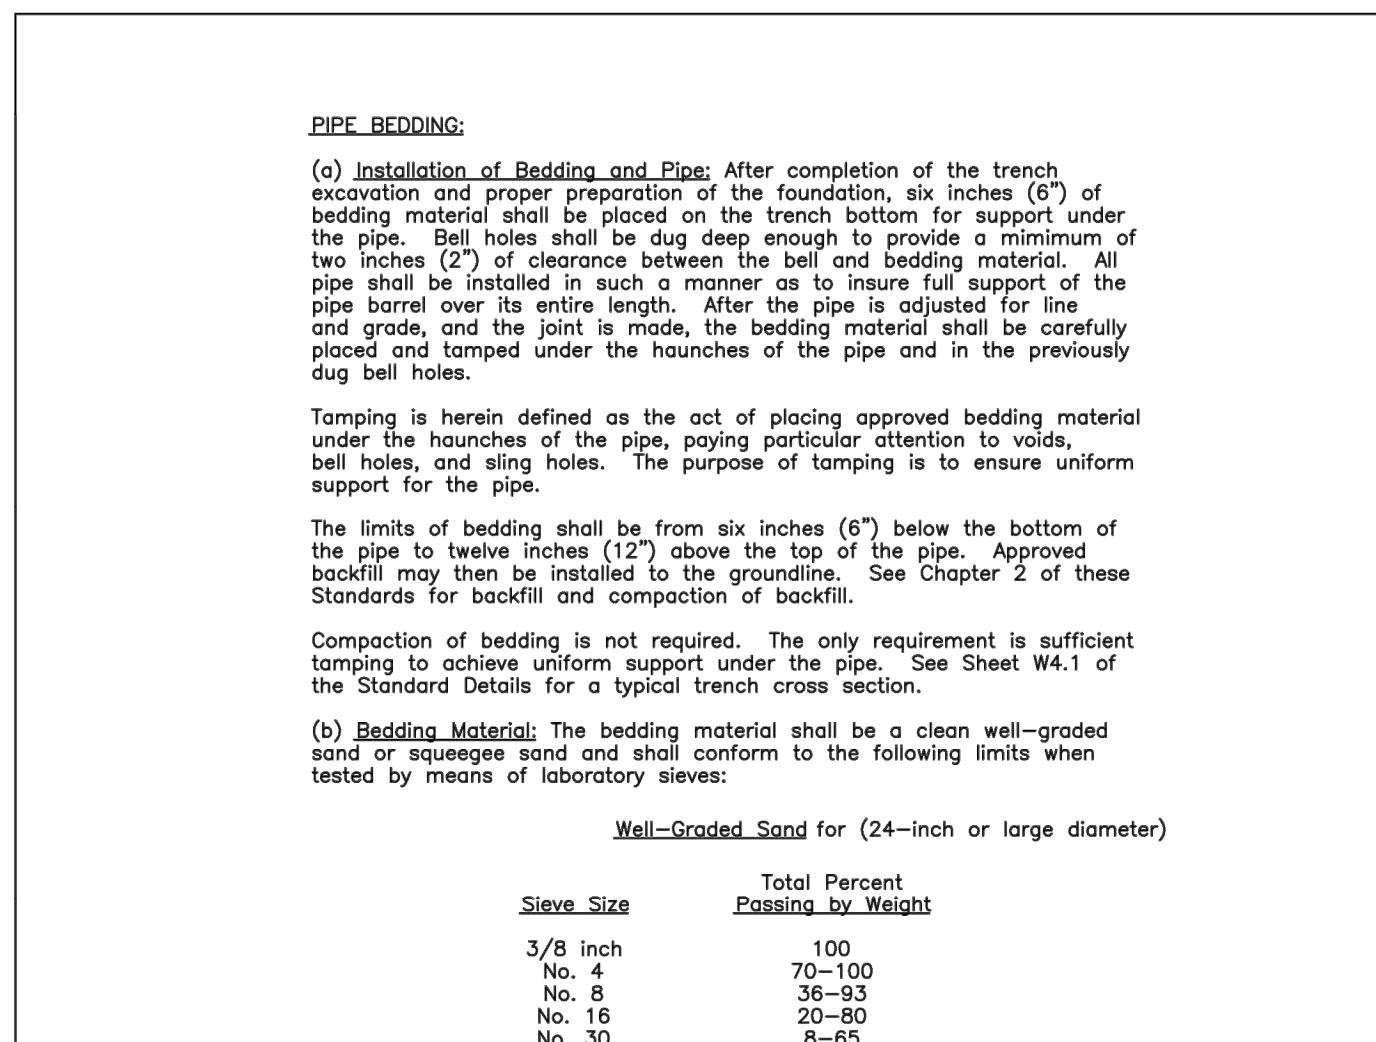 PIPE BEDDING:
(a) Installation of Bedding and Pipe: After completion of the trench
excavation and proper preparation of the foundation, six inches (6") of
bedding material shall be placed on the trench bottom for support under
the pipe. Bell holes shall be dug deep enough to provide a mimimum of
two inches (2") of clearance between the bell and bedding material. All
pipe shall be installed in such a manner as to insure full support of the
pipe barrel over its entire length. After the pipe is adjusted for line
and grade, and the joint is made, the bedding material shall be carefully
placed and tamped under the haunches of the pipe and in the previously
dug bell holes.
Tamping is herein defined as the act of placing approved bedding material
under the haunches of the pipe, paying particular attention to voids,
bell holes, and sling holes. The purpose of tamping is to ensure uniform
support for the pipe.
The limits of bedding shall be from six inches (6") below the bottom of
the pipe to twelve inches (12") above the top of the pipe. Approved
backfill may then be installed to the groundline. See Chapter 2 of these
Standards for backfill and compaction of backfill.
Compaction of bedding is not required. The only requirement is sufficient
tamping to achieve uniform support under the pipe. See Sheet W4.1 of
the Standard Details for a typical trench cross section.
(b) Bedding Material: The bedding material shall be a clean well-graded
sand or squeegee sand and shall conform to the following limits when
tested by means of laboratory sieves:
Well-Graded Sand for (24-inch or large diameter)
Total Percent
Sieve Size Passing by Weight
3/8 inch 100
No. 4 70-100
No. 8 36-93
No. 16 20-80
No. 30 8-65